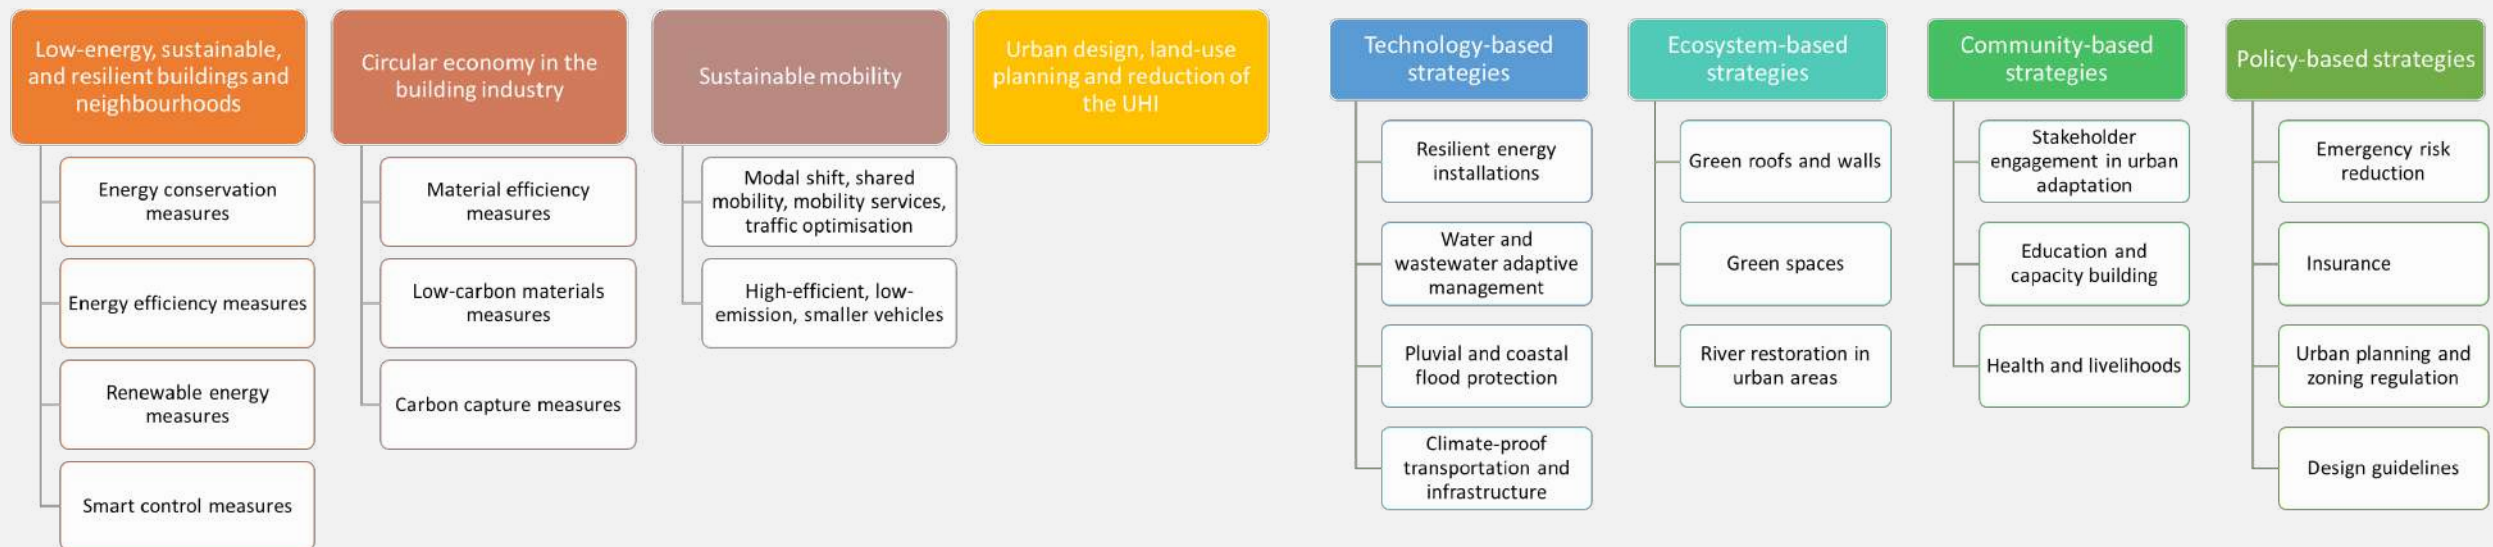 Low-energy, sustainable,
and resilient buildings and
neighbourhoods
Energy conservation
measures
Energy efficiency measures
Renewable energy
measures
Smart control measures
Circular economy in the
building industry
Material efficiency
measures
Low-carbon materials
measures
Carbon capture measures
Sustainable mobility
Modal shift, shared
mobility, mobility services,
traffic optimisation
High-efficient, low-
emission, smaller vehicles
Urban design, land-use
planning and reduction of
the UHI
Technology-based
strategies
Resilient energy
installations
Water and
wastewater adaptive
management
Pluvial and coastal
flood protection
Climate-proof
transportation and
infrastructure
Ecosystem-based
strategies
Green roofs and walls
Green spaces
River restoration in
urban areas
Community-based
strategies
Stakeholder
engagement in urban
adaptation
Education and
capacity building
Health and livelihoods
Policy-based strategies
Emergency risk
reduction
Insurance
Urban planning and
zoning regulation
Design guidelines